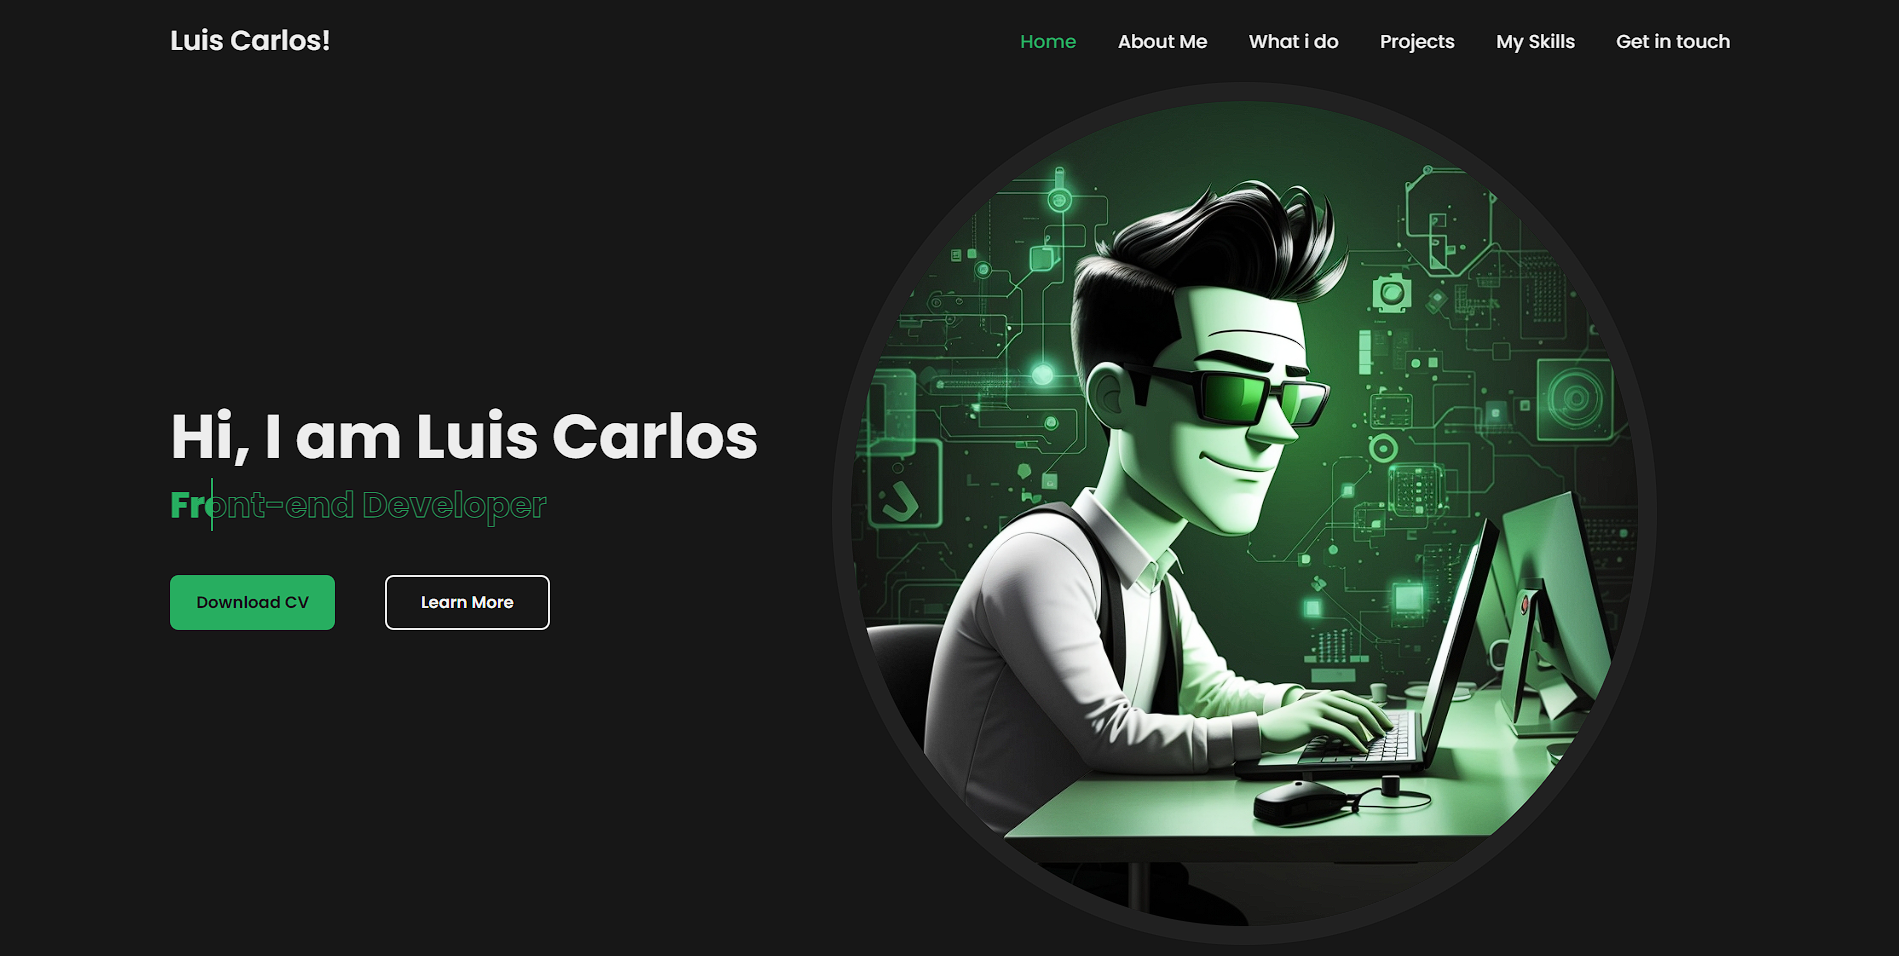 Luis Carlos!
Home About Me What i do Projects My Skills Get in touch
Hi, I am Luis Carlos
Front-end Developer
Download CV Learn More